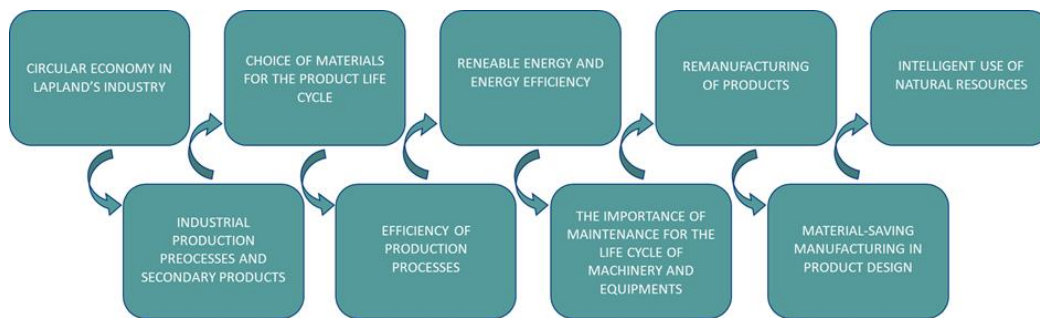 CIRCULAR ECONOMY IN
LAPLAND'S INDUSTRY
INDUSTRIAL
PRODUCTION
PREOCESSES AND
SECONDARY PRODUCTS
CHOICE OF MATERIALS
FOR THE PRODUCT LIFE
CYCLE
EFFICIENCY OF
PRODUCTION
PROCESSES
RENEABLE ENERGY AND
ENERGY EFFICIENCY
THE IMPORTANCE OF
MAINTENANCE FOR THE
LIFE CYCLE OF
MACHINERY AND
EQUIPMENTS
REMANUFACTURING
OF PRODUCTS
MATERIAL-SAVING
MANUFACTURING IN
PRODUCT DESIGN
INTELLIGENT USE OF
NATURAL RESOURCES